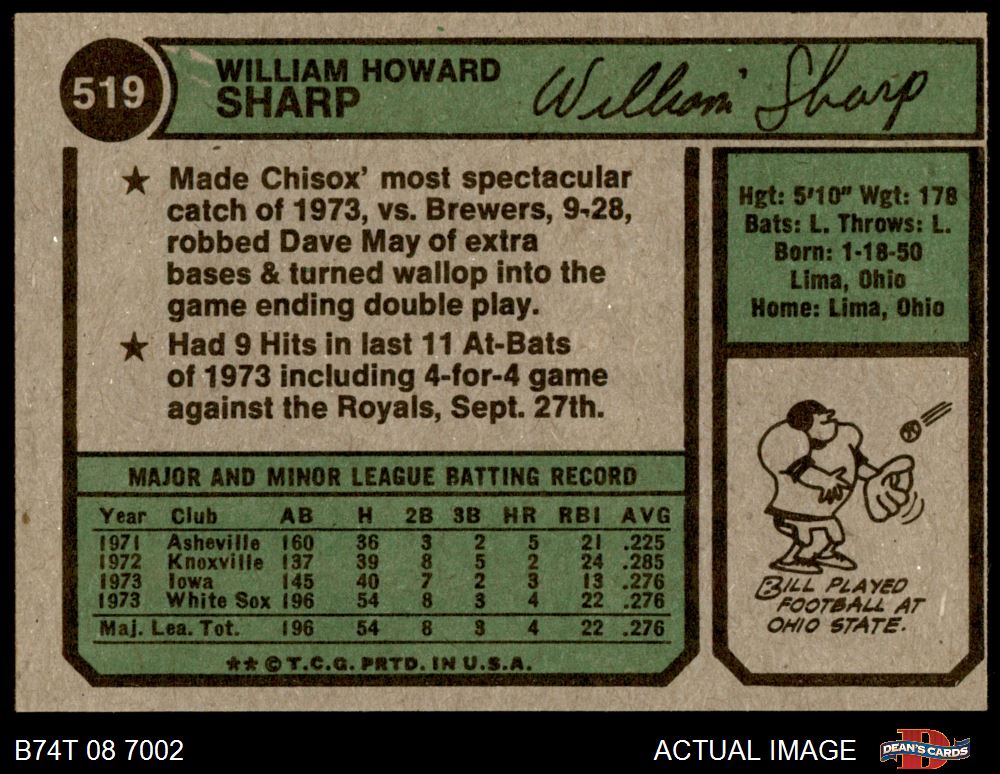 519
WILLIAM HOWARD
SHARP
William Sharp
★ Made Chisox' most spectacular
catch of 1973, vs. Brewers, 9-28,
robbed Dave May of extra
bases & turned wallop into the
game ending double play.
★ Had 9 Hits in last 11 At-Bats
of 1973 including 4-for-4 game
against the Royals, Sept. 27th.
Hgt: 5'10" Wgt: 178
Bats: L. Throws: L.
Born: 1-18-50
Lima, Ohio
Home: Lima, Ohio
BILL PLAYED
FOOTBALL AT
OHIO STATE.
MAJOR AND MINOR LEAGUE BATTING RECORD
Year Club AB H 2B 3B HR RBI AVG
1971 Asheville 160 36 3 2 5 21 .225
1972 Knoxville 137 39 8 5 2 24 .285
1973 Iowa 145 40 7 2 3 13 .276
1973 White Sox 196 54 8 3 4 22 .276
Maj. Lea. Tot. 196 54 8 3 4 22 .276
★★ © T.C.G. PRTD. IN U.S.A.
B74T 08 7002
ACTUAL IMAGE
DEAN'S CARDS